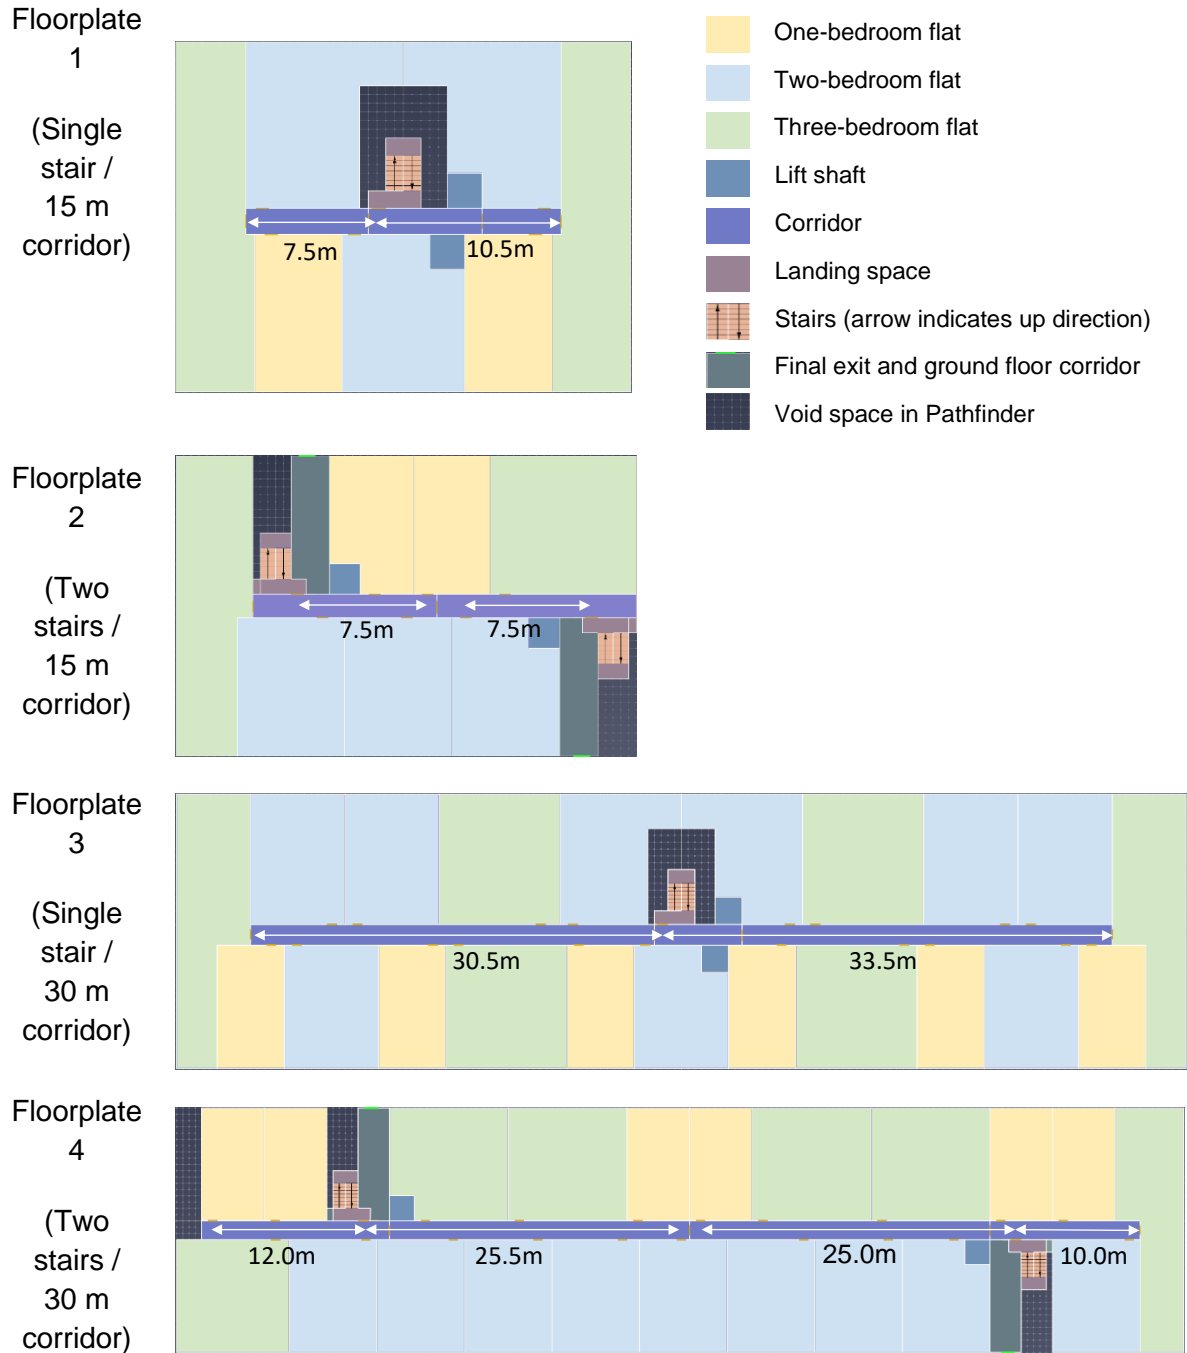 Floorplate
1
(Single
stair /
15 m
corridor)
7.5m
10.5m
One-bedroom flat
Two-bedroom flat
Three-bedroom flat
Lift shaft
Corridor
Landing space
Stairs (arrow indicates up direction)
Final exit and ground floor corridor
Void space in Pathfinder
Floorplate
2
(Two
stairs /
15 m
corridor)
7.5m
7.5m
Floorplate
3
(Single
stair /
30 m
corridor)
30.5m
33.5m
Floorplate
4
(Two
stairs /
30 m
corridor)
12.0m
25.5m
25.0m
10.0m